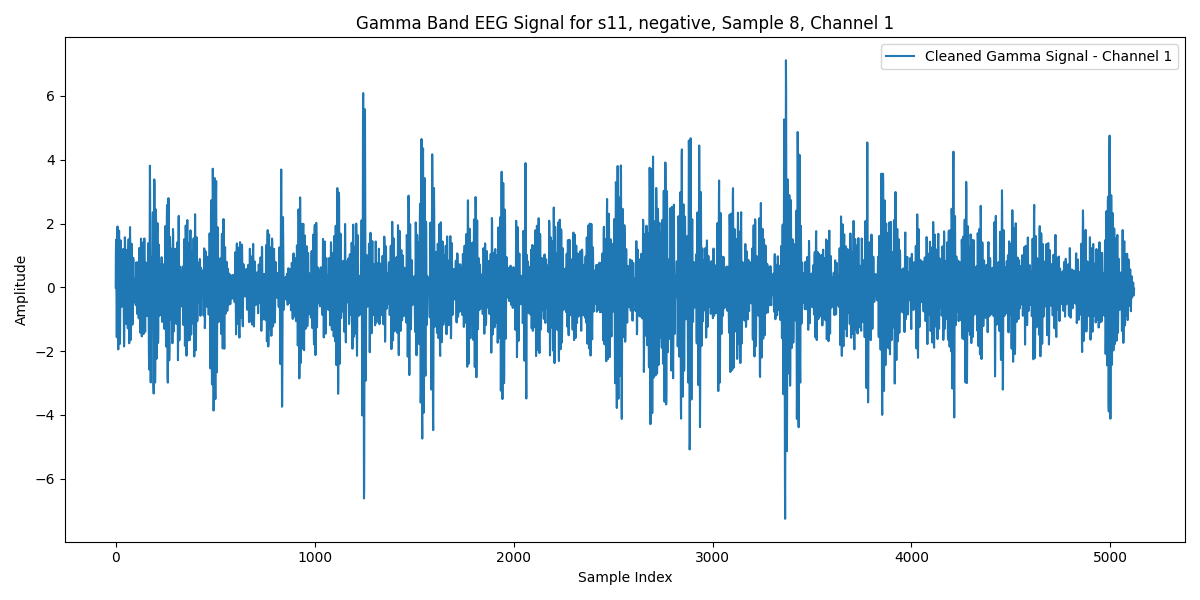 Gamma Band EEG Signal for s11, negative, Sample 8, Channel 1
Cleaned Gamma Signal - Channel 1
6
4
2
0
−2
−4
−6
Amplitude
0 1000 2000 3000 4000 5000
Sample Index